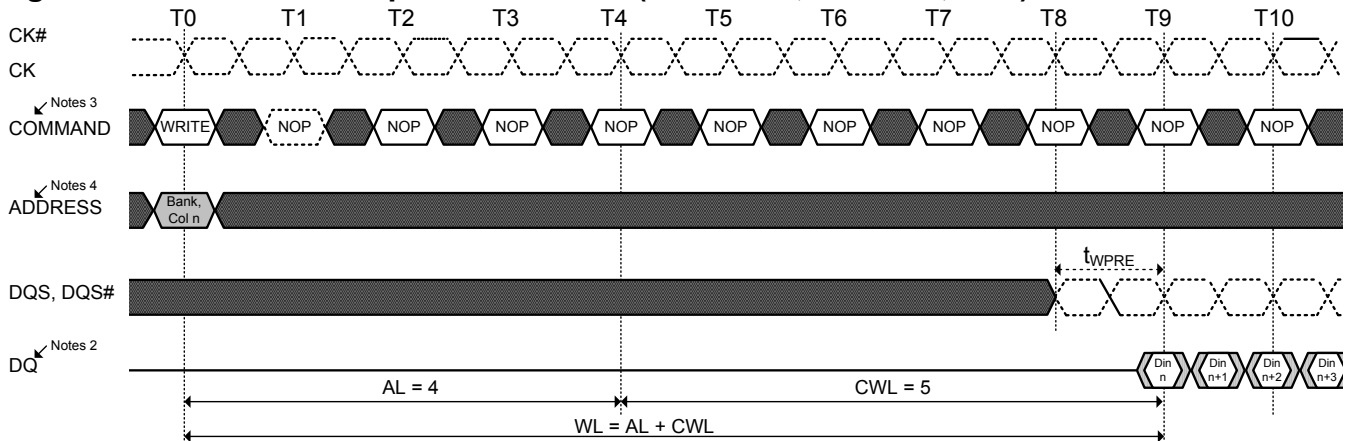 T0 T1 T2 T3 T4 T5 T6 T7 T8 T9 T10
CK#
CK
Notes 3
COMMAND WRITE NOP NOP NOP NOP NOP NOP NOP NOP NOP NOP
Notes 4
ADDRESS Bank,
Col n
tWPRE
DQS, DQS#
Notes 2
DQ Din Din Din Din
n n+1 n+2 n+3
AL = 4 CWL = 5
WL = AL + CWL